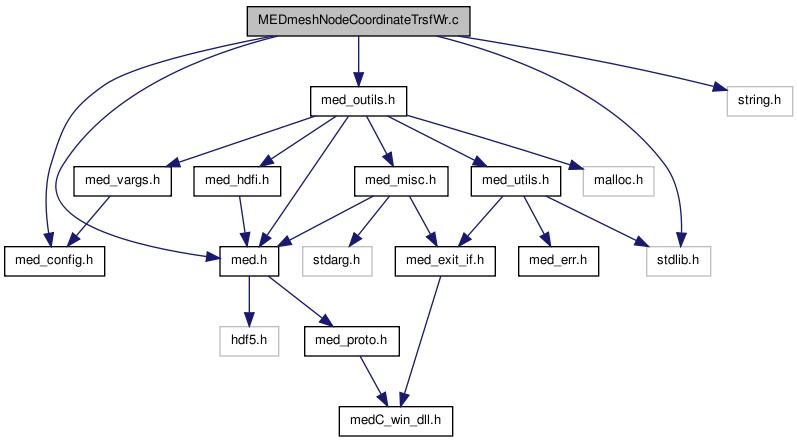 MEDmeshNodeCoordinateTrsfWr.c
med_outils.h
string.h
med_vargs.h
med_hdfi.h
med_misc.h
med_utils.h
malloc.h
med_config.h
med.h
stdarg.h
med_exit_if.h
med_err.h
stdlib.h
hdf5.h
med_proto.h
medC_win_dll.h